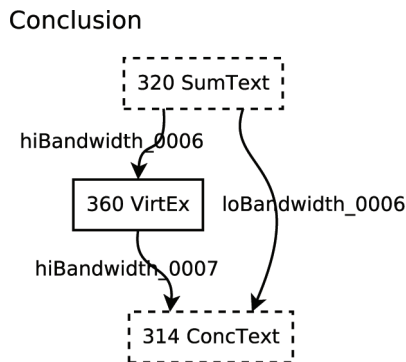 Conclusion
320 SumText
hiBandwidth_0006
360 VirtEx
loBandwidth_0006
hiBandwidth_0007
314 ConcText